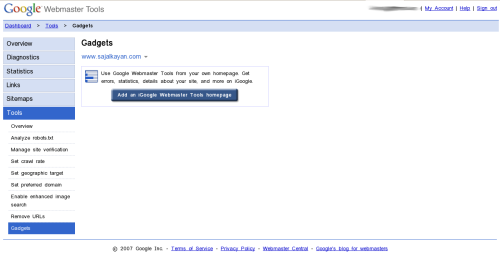 Google Webmaster Tools
| My Account | Help | Sign out
Dashboard > Tools > Gadgets
Overview
Diagnostics
Statistics
Links
Sitemaps
Tools
Overview
Analyze robots.txt
Manage site verification
Set crawl rate
Set geographic target
Set preferred domain
Enable enhanced image
search
Remove URLs
Gadgets
Gadgets
www.sajalkayan.com
Use Google Webmaster Tools from your own homepage. Get
errors, statistics, details about your site, and more on iGoogle.
Add an iGoogle Webmaster Tools homepage
© 2007 Google Inc. - Terms of Service - Privacy Policy - Webmaster Central - Google's blog for webmasters